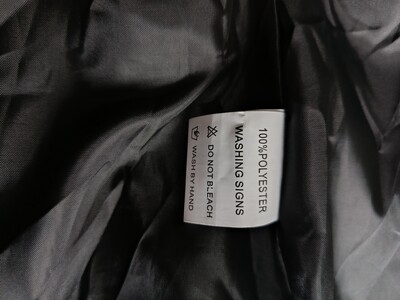 100%POLYESTER
WASHING SIGNS
DO NOT BLEACH
WASH BY HAND